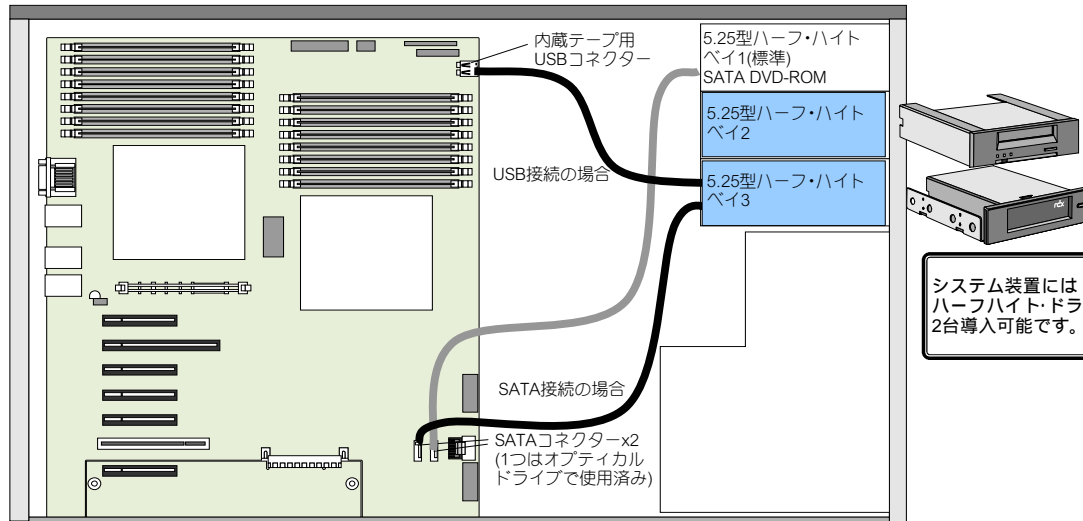 内蔵テープ用
USBコネクター
5.25型ハーフ・ハイト
ベイ1(標準)
SATA DVD-ROM
5.25型ハーフ・ハイト
ベイ2
USB接続の場合
5.25型ハーフ・ハイト
ベイ3
rdx
システム装置には
ハーフハイト・ドラ
2台導入可能です。
SATA接続の場合
SATAコネクターx2
(1つはオプティカル
ドライブで使用済み)